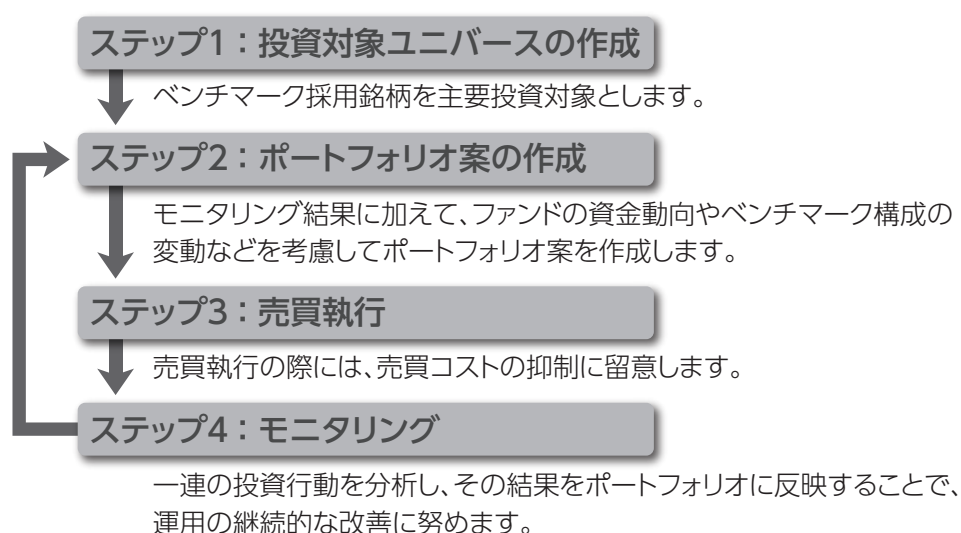 ステップ1：投資対象ユニバースの作成
ベンチマーク採用銘柄を主要投資対象とします。
ステップ2：ポートフォリオ案の作成
モニタリング結果に加えて、ファンドの資金動向やベンチマーク構成の
変動などを考慮してポートフォリオ案を作成します。
ステップ3：売買執行
売買執行の際には、売買コストの抑制に留意します。
ステップ4：モニタリング
一連の投資行動を分析し、その結果をポートフォリオに反映することで、
運用の継続的な改善に努めます。